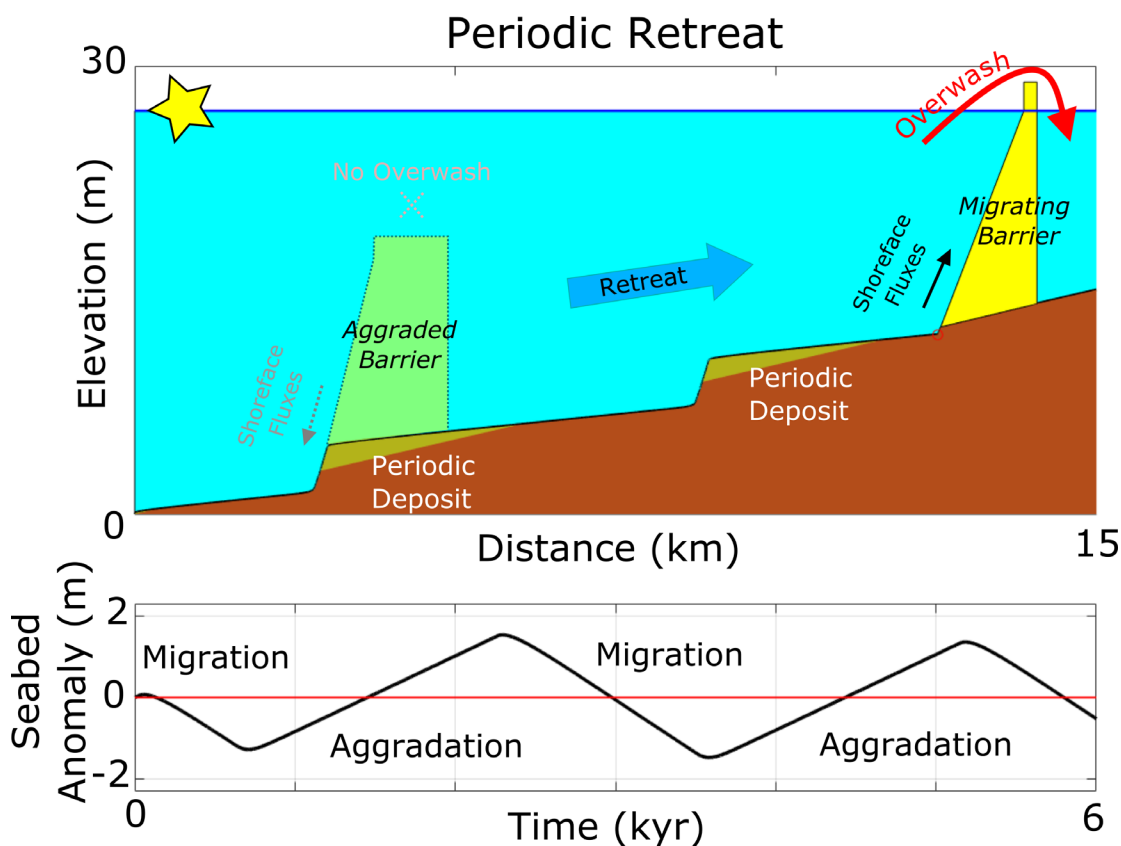 Periodic Retreat
30
Elevation (m)
0
Overwash
No Overwash
Migrating
Barrier
Shoreface
Fluxes
Retreat
Aggraded
Barrier
Shoreface
Fluxes
Periodic
Deposit
Periodic
Deposit
Distance (km)
15
Seabed
Anomaly (m)
2
0
-2
Migration
Migration
Aggradation
Aggradation
0
Time (kyr)
6